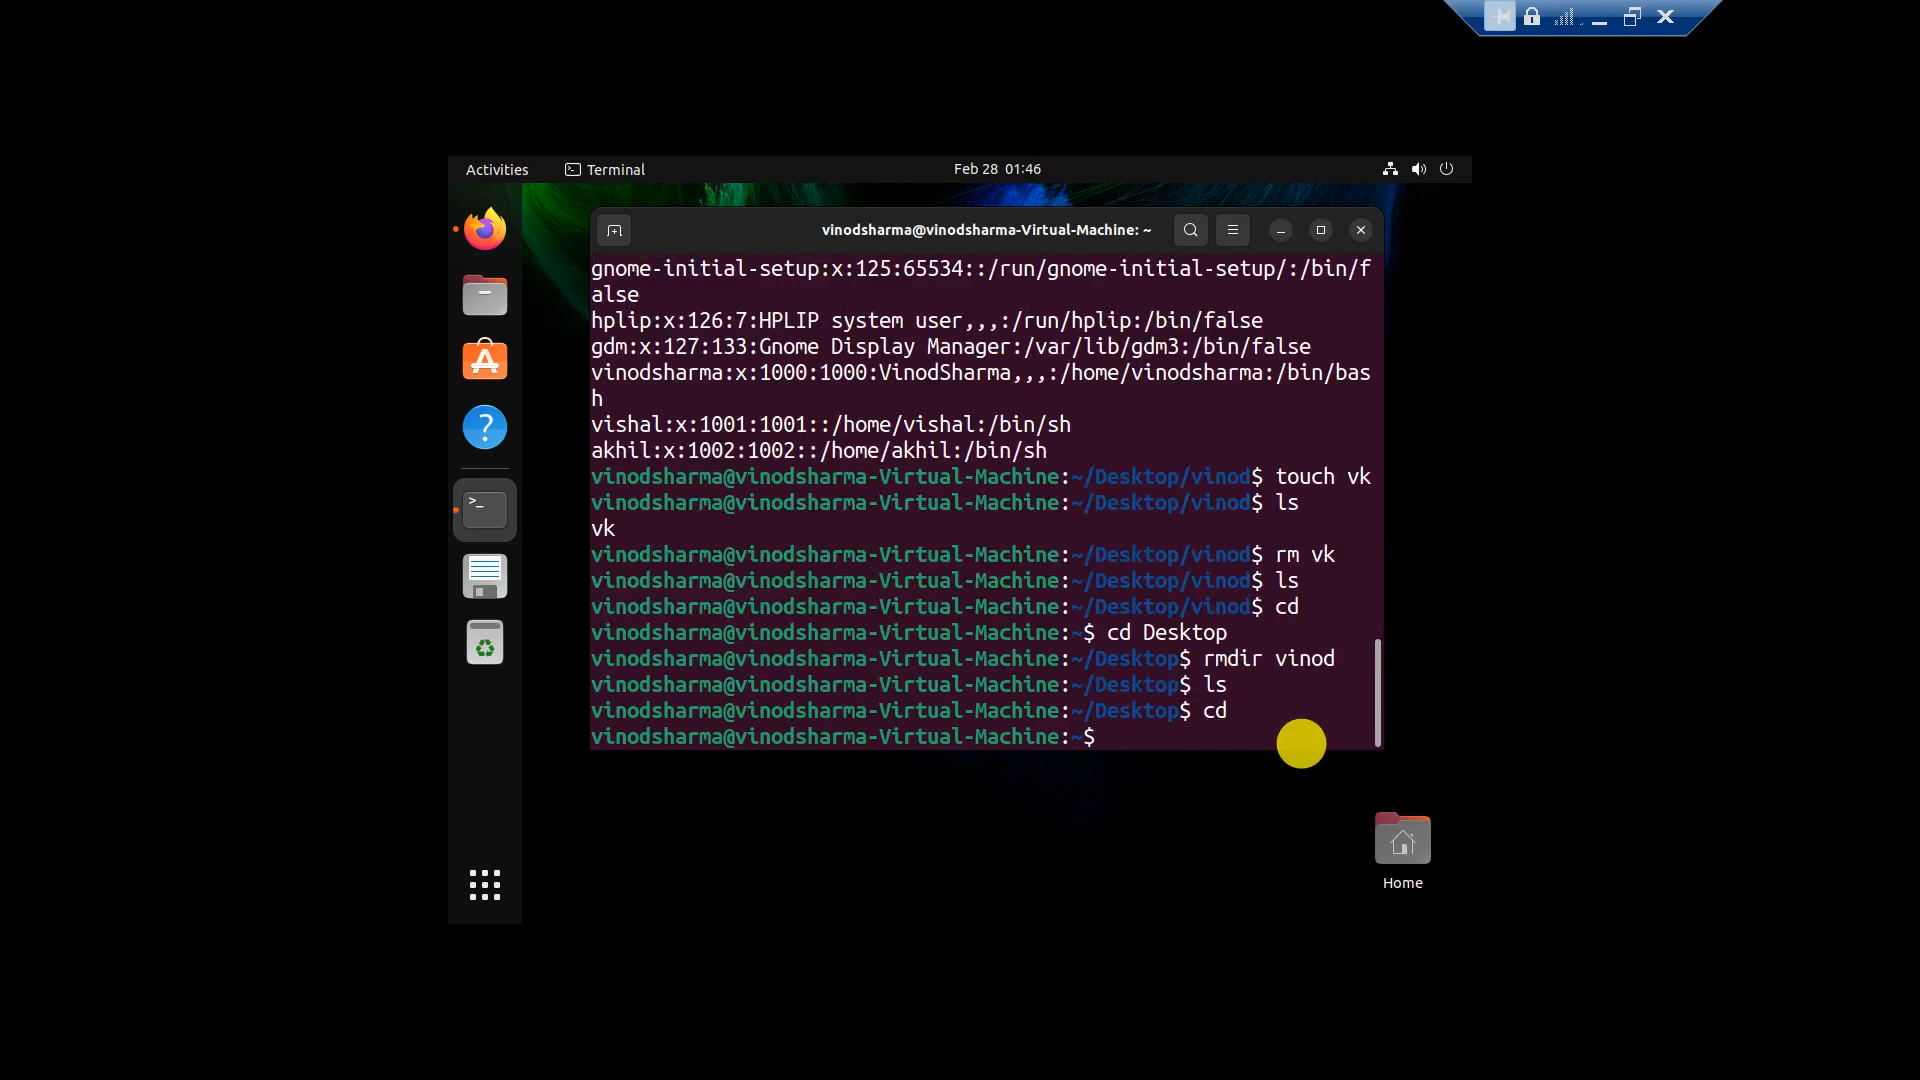 Activities
Terminal
Feb 28 01:46
vinodsharma@vinodsharma-Virtual-Machine: ~
gnome-initial-setup:x:125:65534::/run/gnome-initial-setup/:/bin/f
alse
hplip:x:126:7:HPLIP system user,,,:/run/hplip:/bin/false
gdm:x:127:133:Gnome Display Manager:/var/lib/gdm3:/bin/false
vinodsharma:x:1000:1000:VinodSharma,,,:/home/vinodsharma:/bin/bas
h
vishal:x:1001:1001::/home/vishal:/bin/sh
akhil:x:1002:1002::/home/akhil:/bin/sh
vinodsharma@vinodsharma-Virtual-Machine:~/Desktop/vinod$ touch vk
vinodsharma@vinodsharma-Virtual-Machine:~/Desktop/vinod$ ls
vk
vinodsharma@vinodsharma-Virtual-Machine:~/Desktop/vinod$ rm vk
vinodsharma@vinodsharma-Virtual-Machine:~/Desktop/vinod$ ls
vinodsharma@vinodsharma-Virtual-Machine:~/Desktop/vinod$ cd
vinodsharma@vinodsharma-Virtual-Machine:~$ cd Desktop
vinodsharma@vinodsharma-Virtual-Machine:~/Desktop$ rmdir vinod
vinodsharma@vinodsharma-Virtual-Machine:~/Desktop$ ls
vinodsharma@vinodsharma-Virtual-Machine:~/Desktop$ cd
vinodsharma@vinodsharma-Virtual-Machine:~$
Home